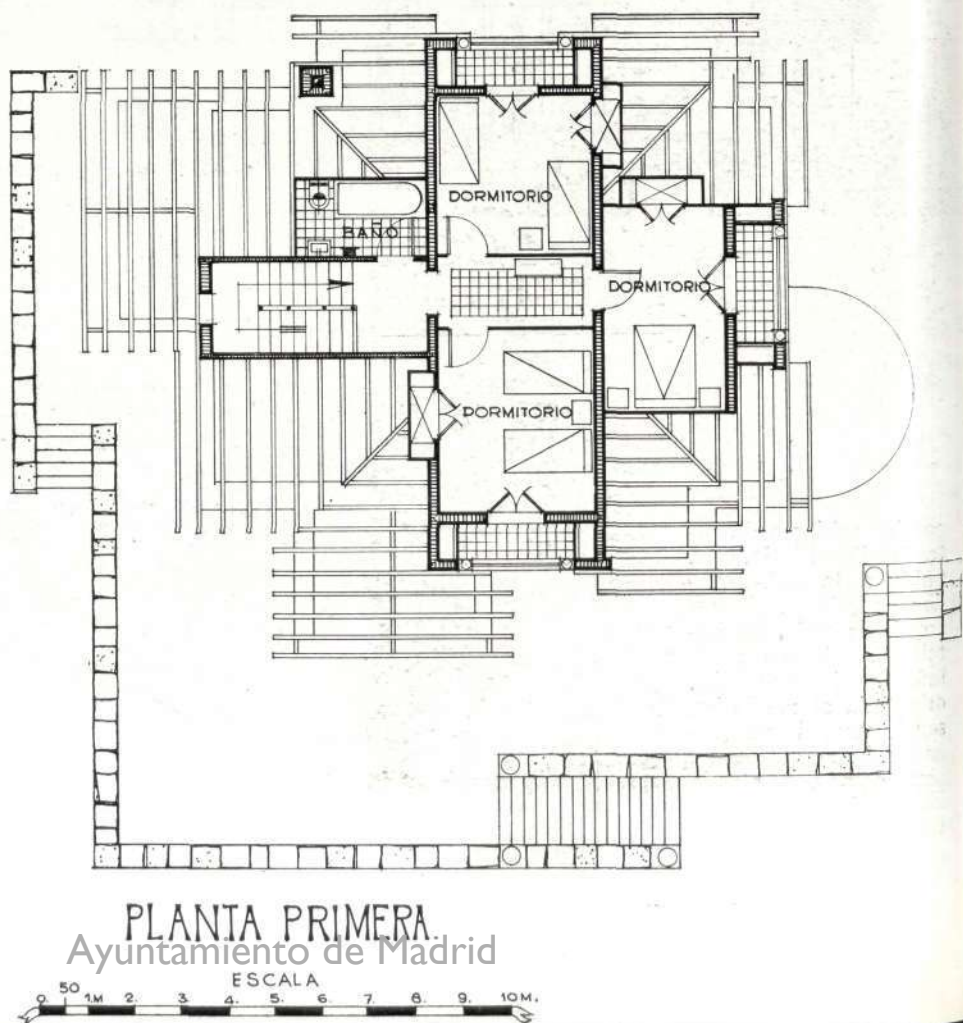 DORMITORIO
BAÑO
DORMITORIO
DORMITORIO
PLANTA PRIMERA.
Ayuntamiento de Madrid
ESCALA
0. 50 1.M 2. 3. 4. 5. 6. 7. 8. 9. 10M.